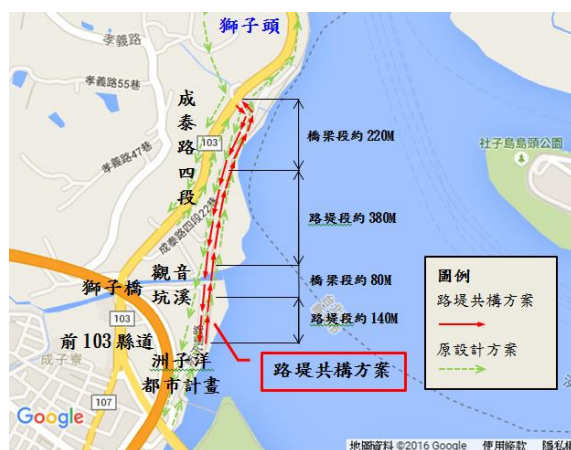 獅子頭
孝義路
孝義路55巷
成泰路四段
103
橋梁段約220M
社子島島頭公園
孝義路47巷
路堤段約380M
成泰路四段22巷
觀音坑溪
橋梁段約80M
獅子橋
路堤段約140M
103
前103縣道
成子寮
洲子洋
都市計畫
路堤共構方案
107
圖例
路堤共構方案
原設計方案
Google
地圖資料 ©2016 Google 使用條款 隱私權